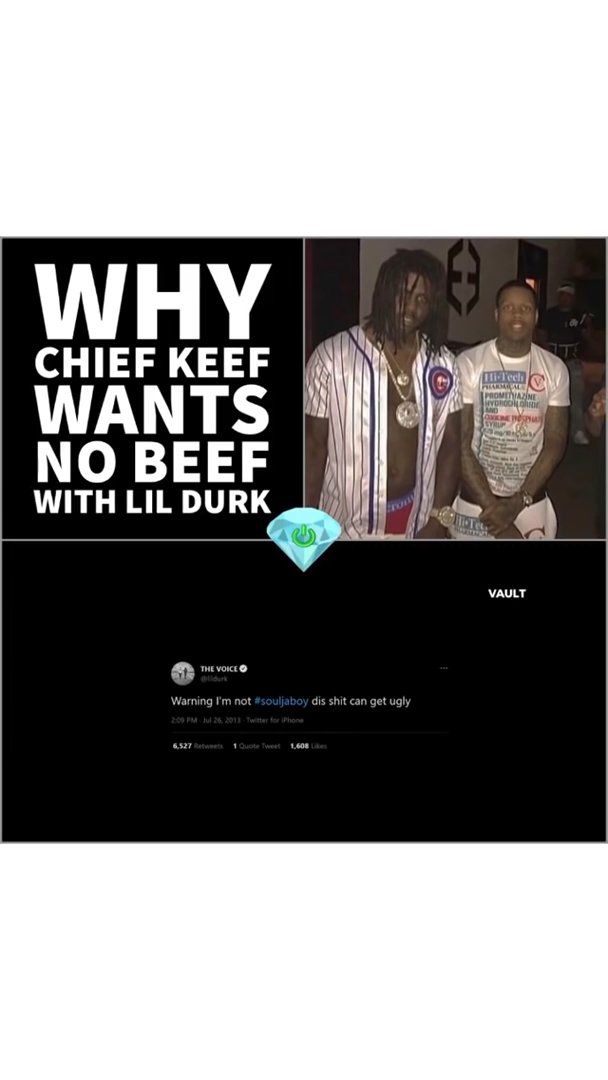 WHY
CHIEF KEEF
WANTS
NO BEEF
WITH LIL DURK
Hi-Tech
PHARMACAL
PROMETHAZINE
HYDROCHLORIDE
AND
CODEINE PHOSPHATE
SYRUP
VAULT
THE VOICE
@lildurk
Warning I'm not #souljaboy dis shit can get ugly
2:09 PM · Jul 26, 2013 · Twitter for iPhone
6,527 Retweets 1 Quote Tweet 1,608 Likes